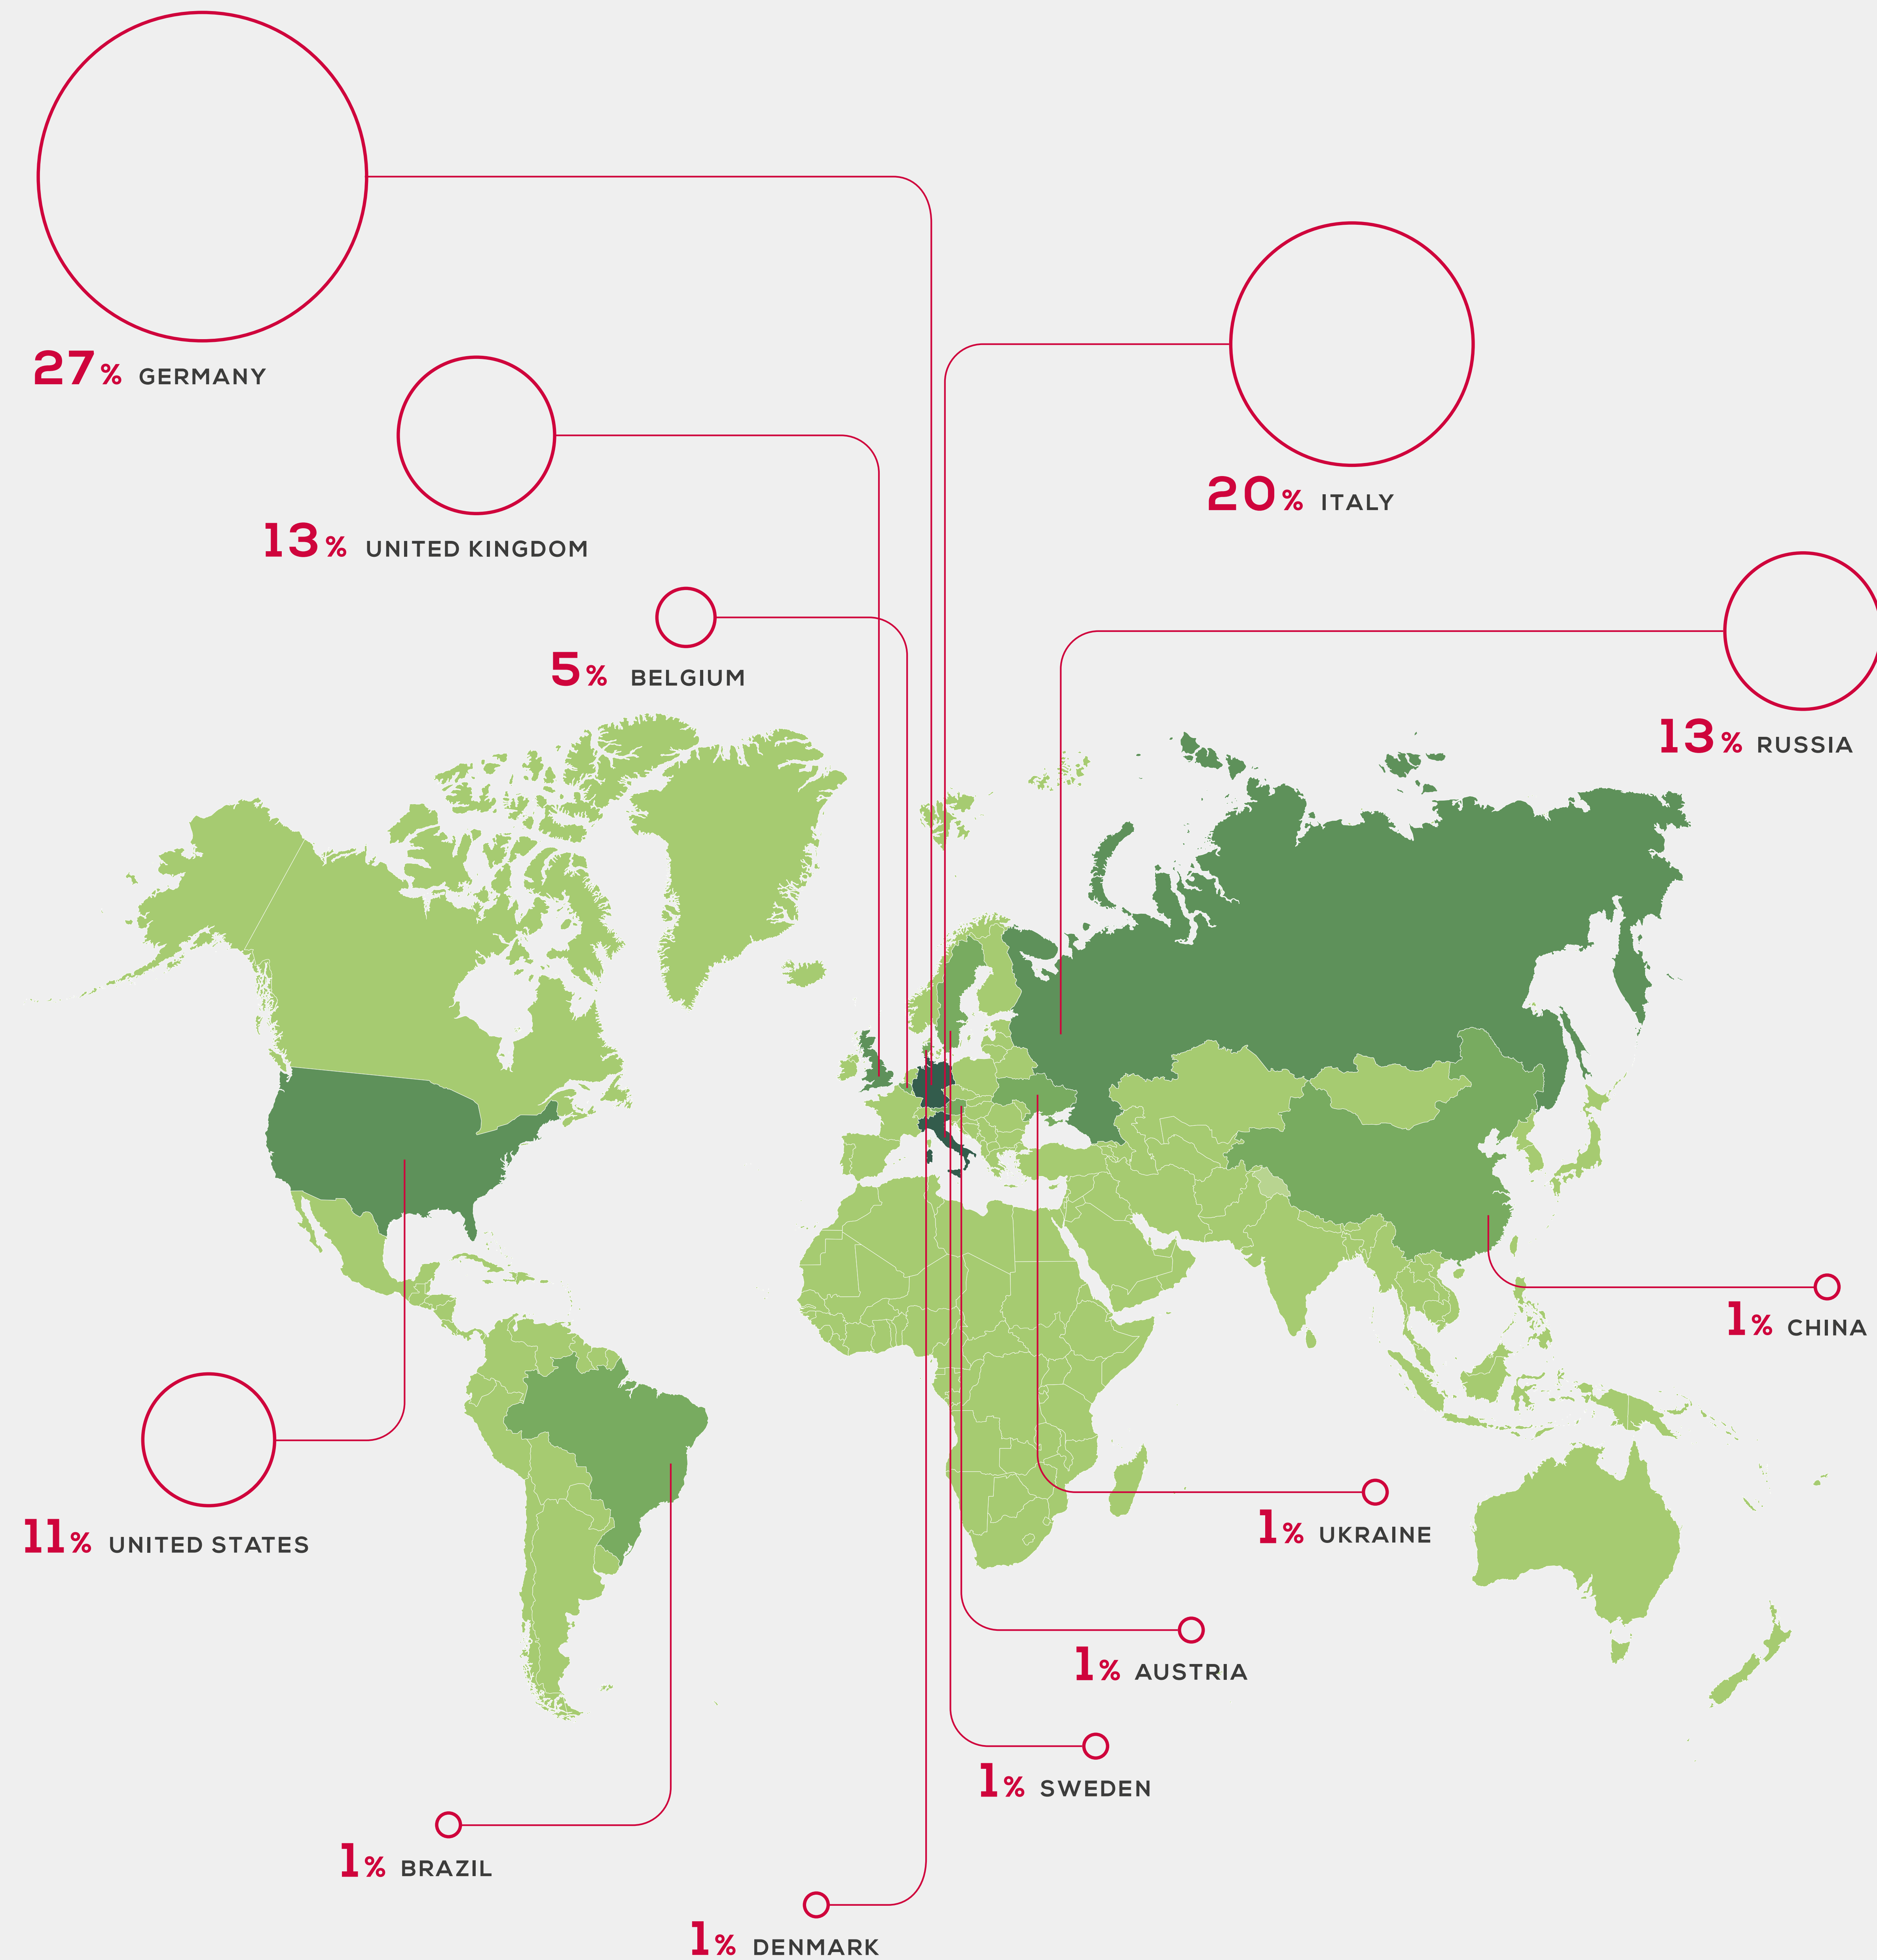 27% GERMANY
20% ITALY
13% UNITED KINGDOM
5% BELGIUM
13% RUSSIA
1% CHINA
11% UNITED STATES
1% UKRAINE
1% AUSTRIA
1% SWEDEN
1% BRAZIL
1% DENMARK